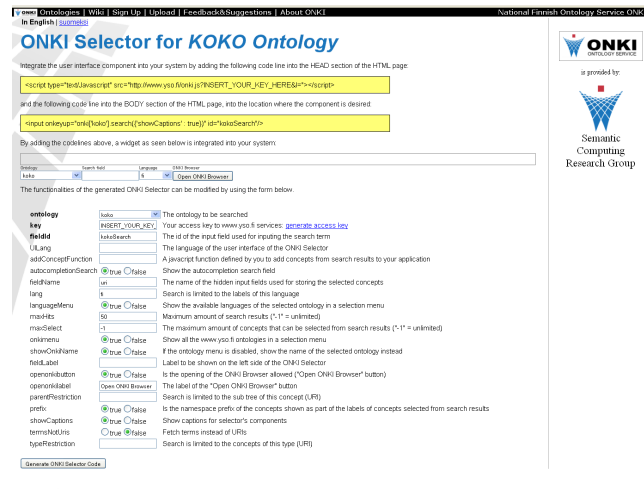 ONKI Ontologies | Wiki | Sign Up | Upload | Feedback&Suggestions | About ONKI
National Finnish Ontology Service ONK
In English | suomeksi
ONKI Selector for KOKO Ontology
Integrate the user interface component into your system by adding the following code line into the HEAD section of the HTML page:
<script type="text/Javascript" src="http://www.yso.fi/onki.js?INSERT_YOUR_KEY_HERE&l="></script>
and the following code line into the BODY section of the HTML page, into the location where the component is desired
<input onkeyup="onki['koko'].search({'showCaptions' : true})" id="kokoSearch"/>
By adding the codelines above, a widget as seen below is integrated into your system:
Ontology Search field Language ONKI Browser
koko fi Open ONKI Browser
The functionalities of the generated ONKI Selector can be modified by using the form below.
ontology koko The ontology to be searched
key INSERT_YOUR_KEY_ Your access key to www.yso.fi services: generate access key
fieldId kokoSearch The id of the input field used for inputing the search term
UILang The language of the user interface of the ONKI Selector
addConceptFunction A javascript function defined by you to add concepts from search results to your application
autocompletionSearch true false Show the autocompletion search field
fieldName uri The name of the hidden input fields used for storing the selected concepts
lang fi Search is limited to the labels of this language
languageMenu true false Show the available languages of the selected ontology in a selection menu
maxHits 50 Maximum amount of search results ("-1" = unlimited)
maxSelect -1 The maximum amount of concepts that can be selected from search results ("-1" = unlimited)
onkimenu true false Show all the www.yso.fi ontologies in a selection menu
showOnkiName true false If the ontology menu is disabled, show the name of the selected ontology instead
fieldLabel Label to be shown on the left side of the ONKI Selector
openonkibutton true false Is the opening of the ONKI Browser allowed ("Open ONKI Browser" button)
openonkilabel Open ONKI Browser The label of the "Open ONKI Browser" button
parentRestriction Search is limited to the sub tree of this concept (URI)
prefix true false Is the namespace prefix of the concepts shown as part of the labels of concepts selected from search results
showCaptions true false Show captions for selector's components
termsNotUris true false Fetch terms instead of URIs
typeRestriction Search is limited to the concepts of this type (URI)
Generate ONKI Selector Code
ONKI
ONTOLOGY SERVICE
is provided by:
Semantic
Computing
Research Group